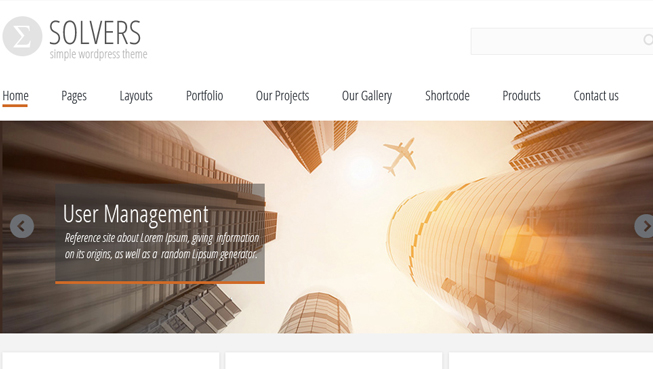 Σ SOLVERS
simple wordpress theme
Home Pages Layouts Portfolio Our Projects Our Gallery Shortcode Products Contact us
User Management
Reference site about Lorem Ipsum, giving information
on its origins, as well as a random Lipsum generator.